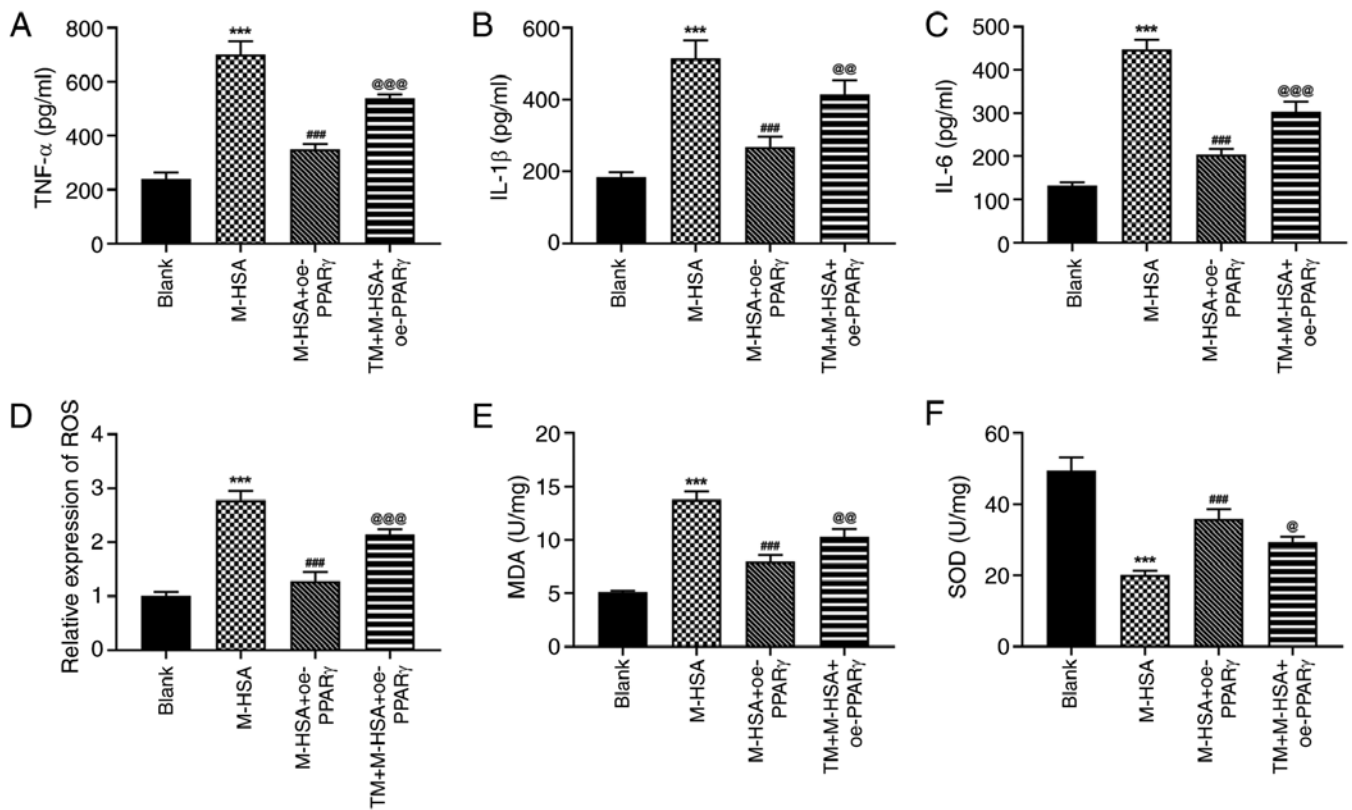 A
TNF-α (pg/ml)
800
600
400
200
0
***
###
@@@
Blank
M-HSA
M-HSA+oe-
PPARγ
TM+M-HSA+
oe-PPARγ
B
IL-1β (pg/ml)
600
400
200
0
***
###
@@
Blank
M-HSA
M-HSA+oe-
PPARγ
TM+M-HSA+
oe-PPARγ
C
IL-6 (pg/ml)
500
400
300
200
100
0
***
###
@@@
Blank
M-HSA
M-HSA+oe-
PPARγ
TM+M-HSA+
oe-PPARγ
D
Relative expression of ROS
4
3
2
1
0
***
###
@@@
Blank
M-HSA
M-HSA+oe-
PPARγ
TM+M-HSA+oe-
PPARγ
E
MDA (U/mg)
20
15
10
5
0
***
###
@@
Blank
M-HSA
M-HSA+oe-
PPARγ
TM+M-HSA+
oe-PPARγ
F
SOD (U/mg)
60
40
20
0
***
###
@
Blank
M-HSA
M-HSA+oe-
PPARγ
TM+M-HSA+
oe-PPARγ